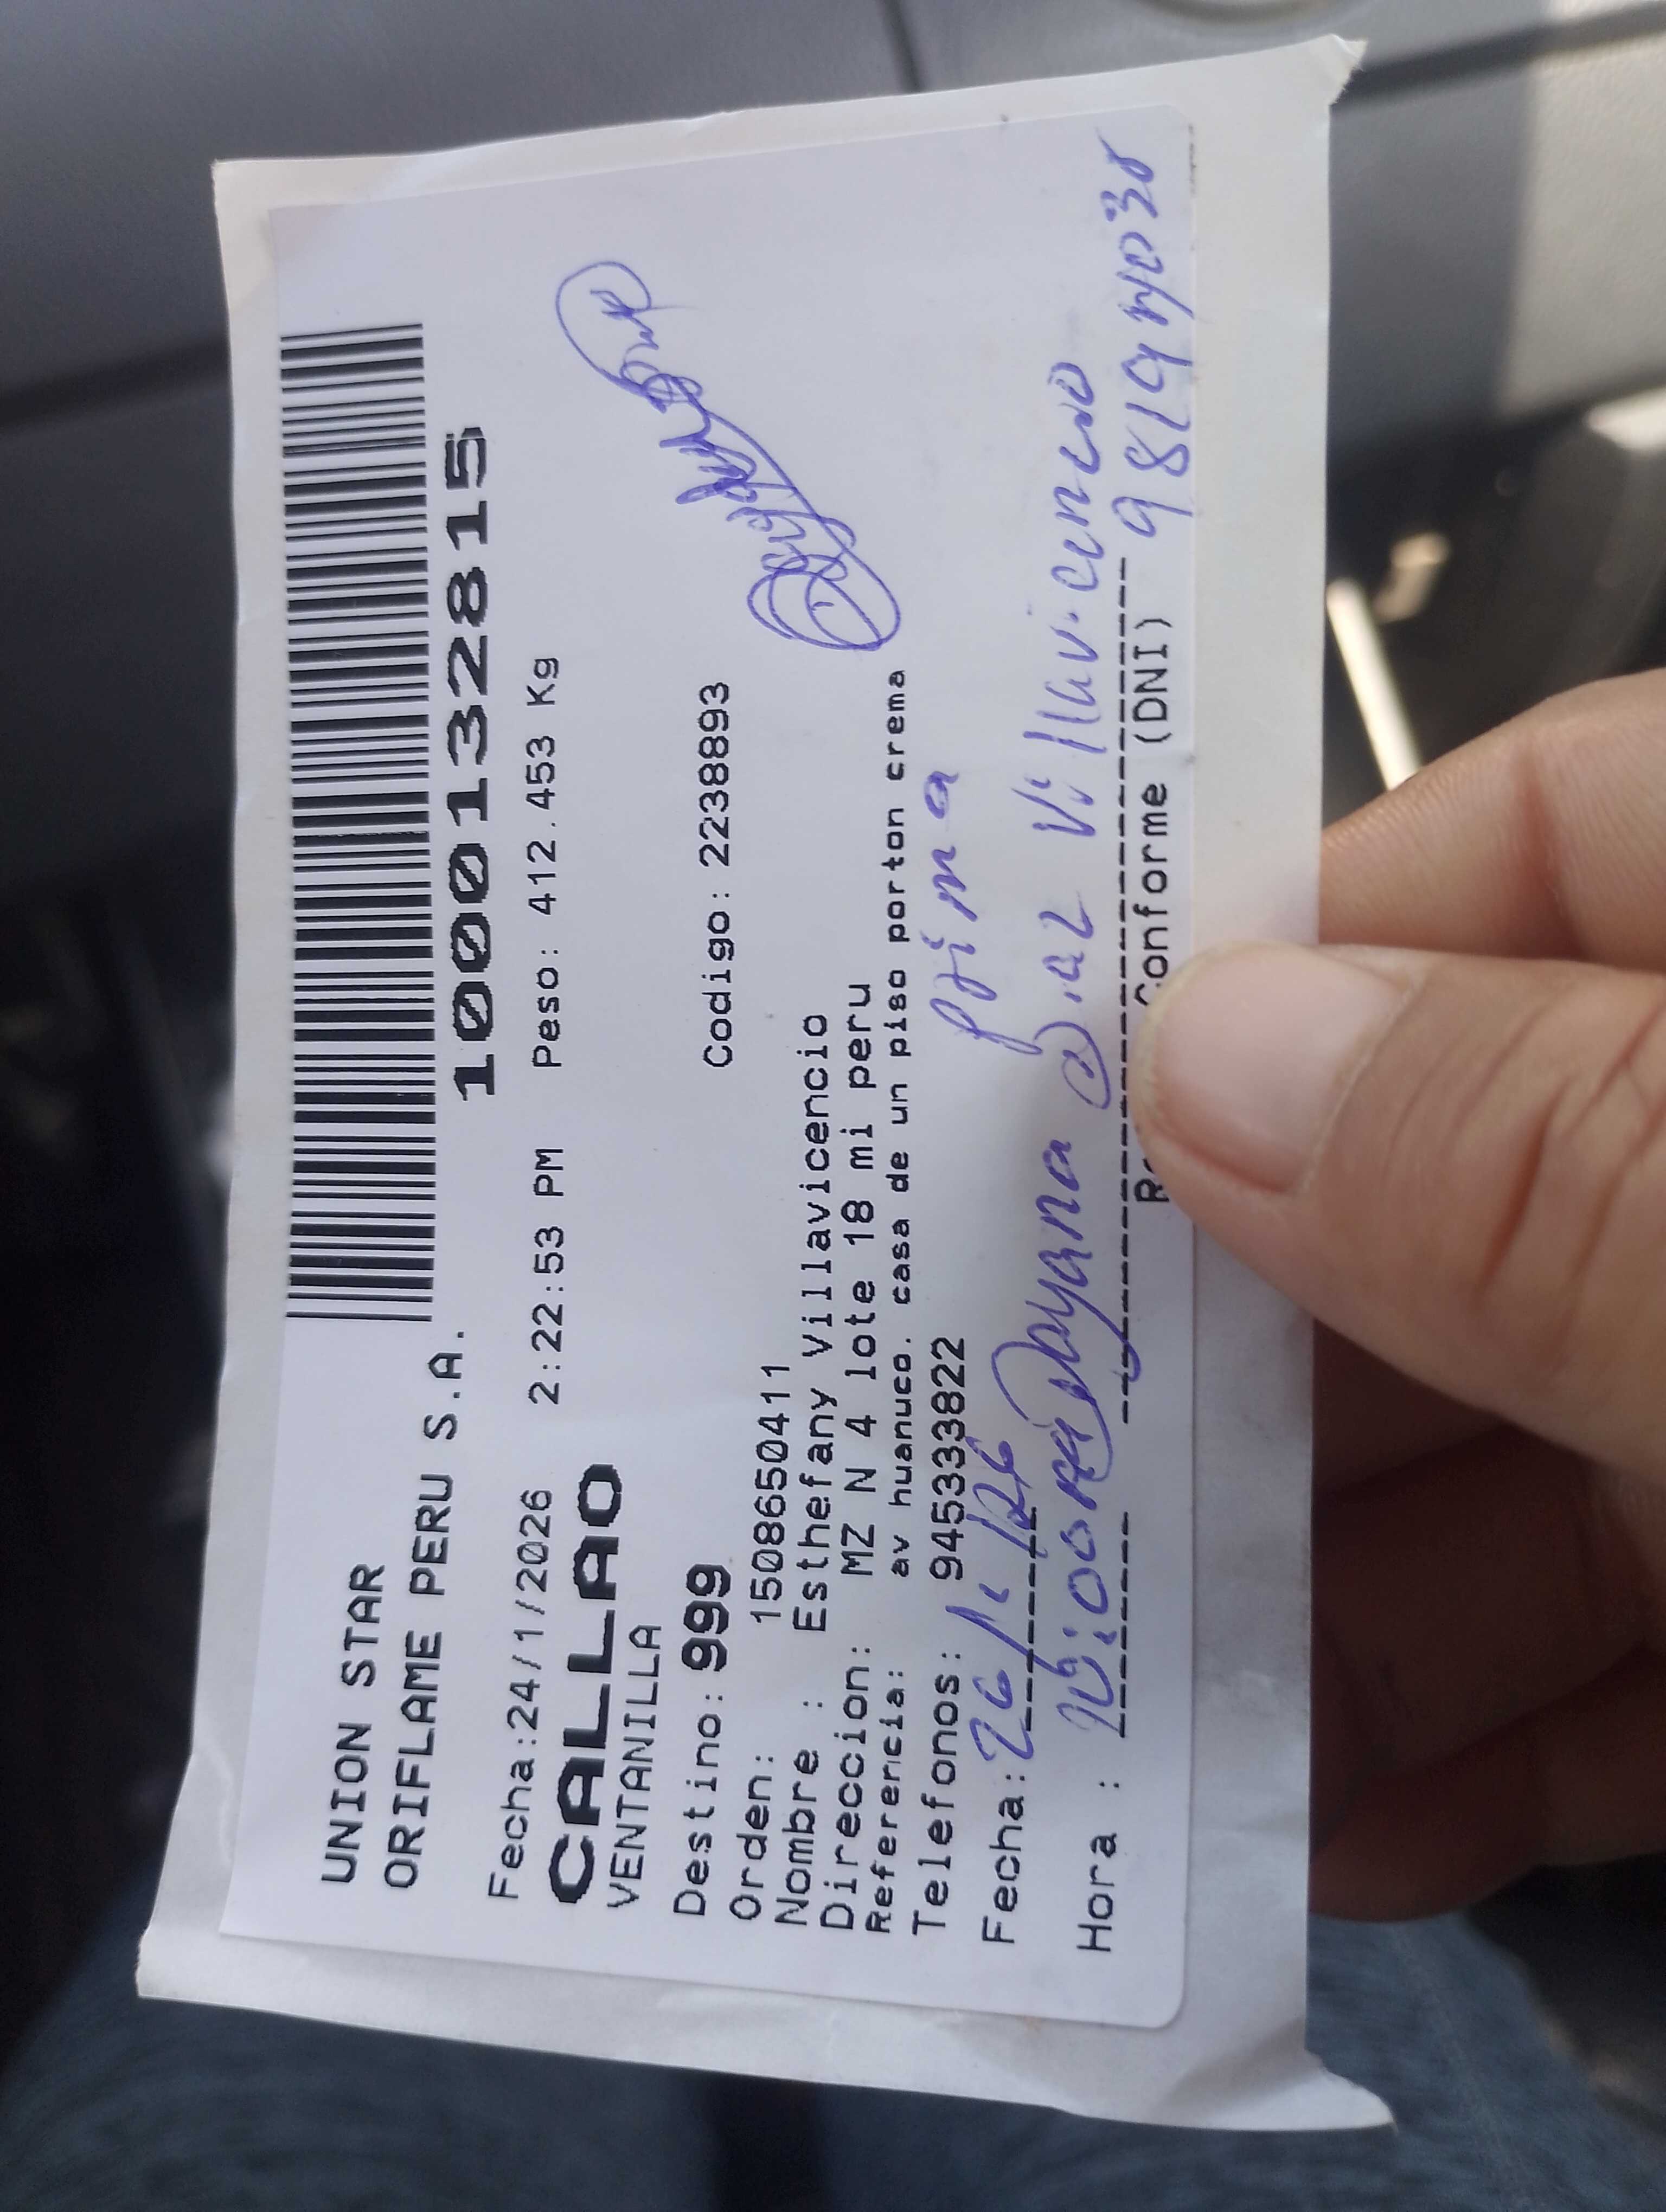 UNION STAR
ORIFLAME PERU S.A.
1000132815
Fecha:24/1/2026 2:22:53 PM Peso: 412.453 Kg
CALLAO
VENTANILLA
Destino: 999 Codigo: 2238893
Orden: 15086650411
Nombre : Esthefany Villavicencio
Direccion: MZ N 4 lote 18 mi peru
Referencia: av huanuco. casa de un piso porton crema
Telefonos: 945333822
prima
Fecha: 26/1/26
Hora : Dayana Diaz Villavicencio
Conforme (DNI)